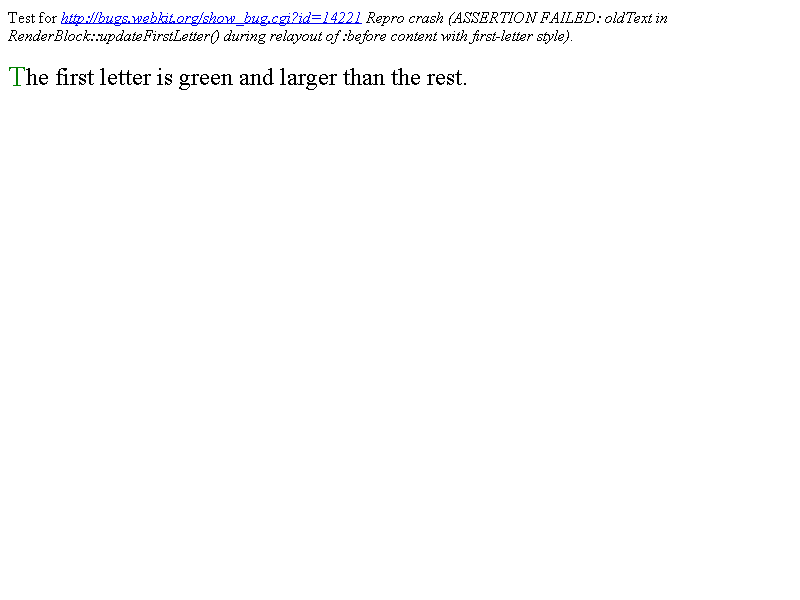 Test for http://bugs.webkit.org/show_bug.cgi?id=14221 Repro crash (ASSERTION FAILED: oldText in
RenderBlock::updateFirstLetter() during relayout of :before content with first-letter style).
The first letter is green and larger than the rest.